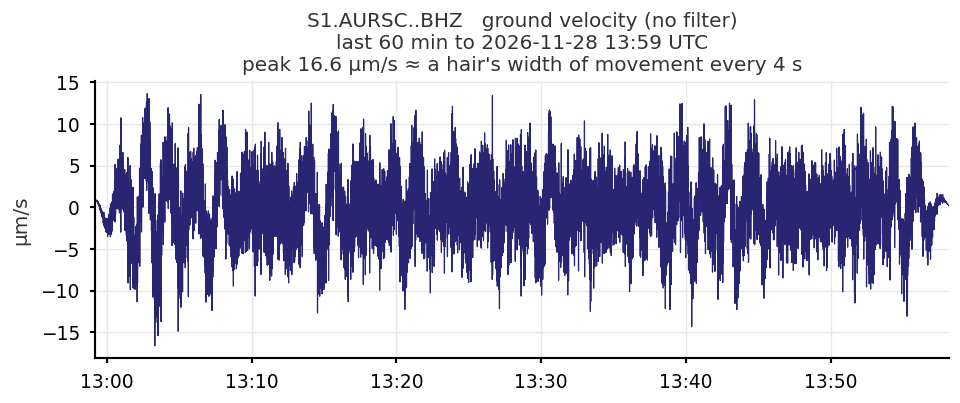 S1.AURSC..BHZ   ground velocity (no filter)
last 60 min to 2026-11-28 13:59 UTC
peak 16.6 μm/s ≈ a hair's width of movement every 4 s
μm/s
15
10
5
0
−5
−10
−15
13:00 13:10 13:20 13:30 13:40 13:50